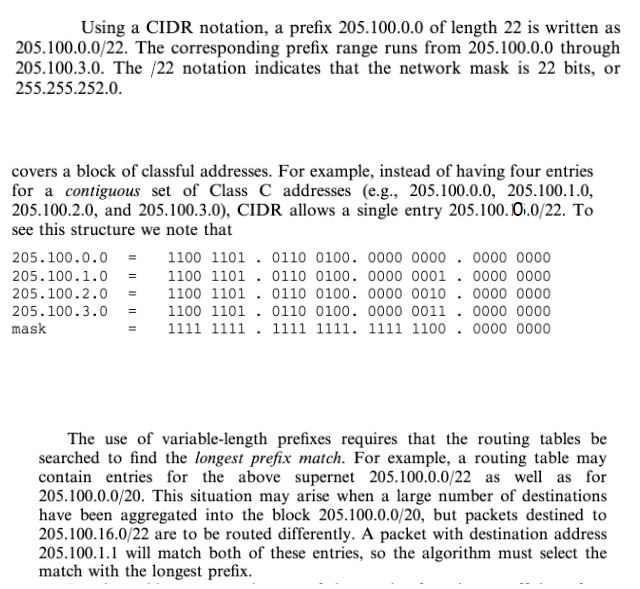 Using a CIDR notation, a prefix 205.100.0.0 of length 22 is written as
205.100.0.0/22. The corresponding prefix range runs from 205.100.0.0 through
205.100.3.0. The /22 notation indicates that the network mask is 22 bits, or
255.255.252.0.
covers a block of classful addresses. For example, instead of having four entries
for a contiguous set of Class C addresses (e.g., 205.100.0.0, 205.100.1.0,
205.100.2.0, and 205.100.3.0), CIDR allows a single entry 205.100.0.0/22. To
see this structure we note that
205.100.0.0 = 1100 1101 . 0110 0100. 0000 0000 . 0000 0000
205.100.1.0 = 1100 1101 . 0110 0100. 0000 0001 . 0000 0000
205.100.2.0 = 1100 1101 . 0110 0100. 0000 0010 . 0000 0000
205.100.3.0 = 1100 1101 . 0110 0100. 0000 0011 . 0000 0000
mask = 1111 1111 . 1111 1111. 1111 1100 . 0000 0000
The use of variable-length prefixes requires that the routing tables be
searched to find the longest prefix match. For example, a routing table may
contain entries for the above supernet 205.100.0.0/22 as well as for
205.100.0.0/20. This situation may arise when a large number of destinations
have been aggregated into the block 205.100.0.0/20, but packets destined to
205.100.16.0/22 are to be routed differently. A packet with destination address
205.100.1.1 will match both of these entries, so the algorithm must select the
match with the longest prefix.